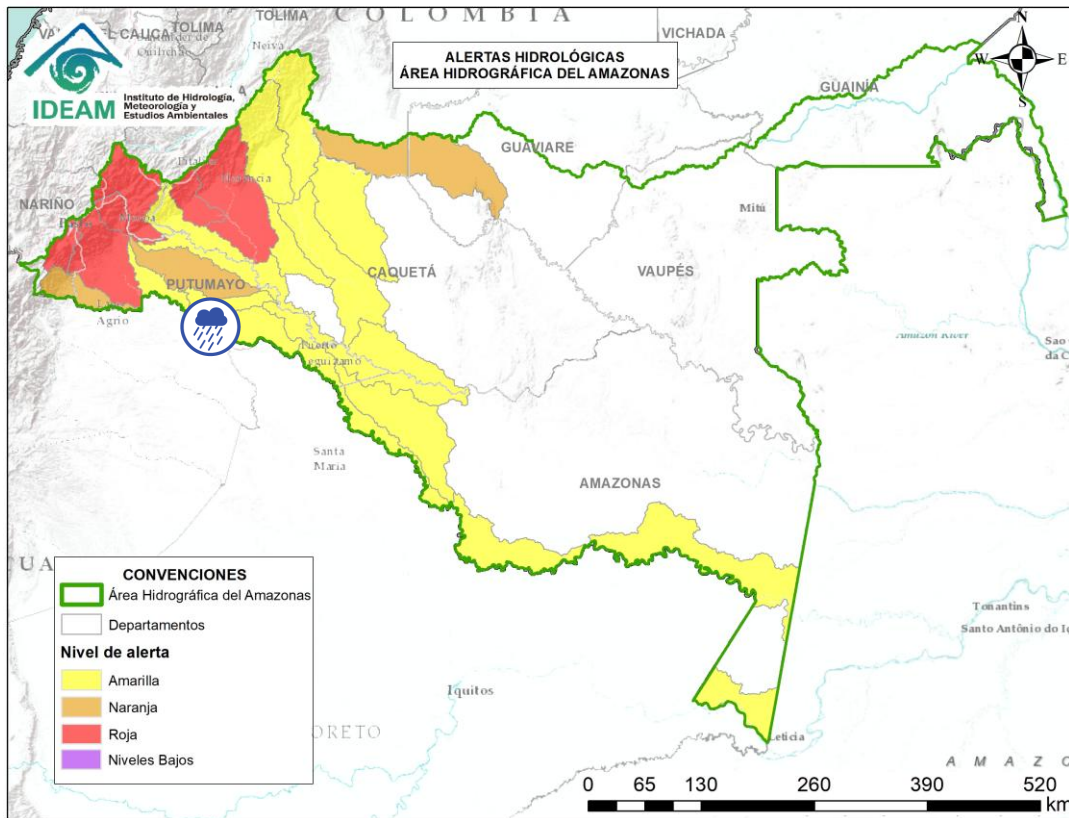 COLOMBIA
TOLIMA
TOLIMA
Neiva
VICHADA
ALERTAS HIDROLÓGICAS
ÁREA HIDROGRÁFICA DEL AMAZONAS
N
W
E
S
IDEAM
Instituto de Hidrología,
Meteorología y
Estudios Ambientales
GUAINÍA
GUAVIARE
NARIÑO
Mitú
CAQUETÁ
VAUPÉS
PUTUMAYO
Agrio
Amazon River
Puerto
Santa
María
AMAZONAS
CONVENCIONES
Área Hidrográfica del Amazonas
Departamentos
Nivel de alerta
Amarilla
Naranja
Roja
Niveles Bajos
Tonantins
Santo Antônio do
Iquitos
ORETO
Leticia
AMAZO
0 65 130 260 390 520
km